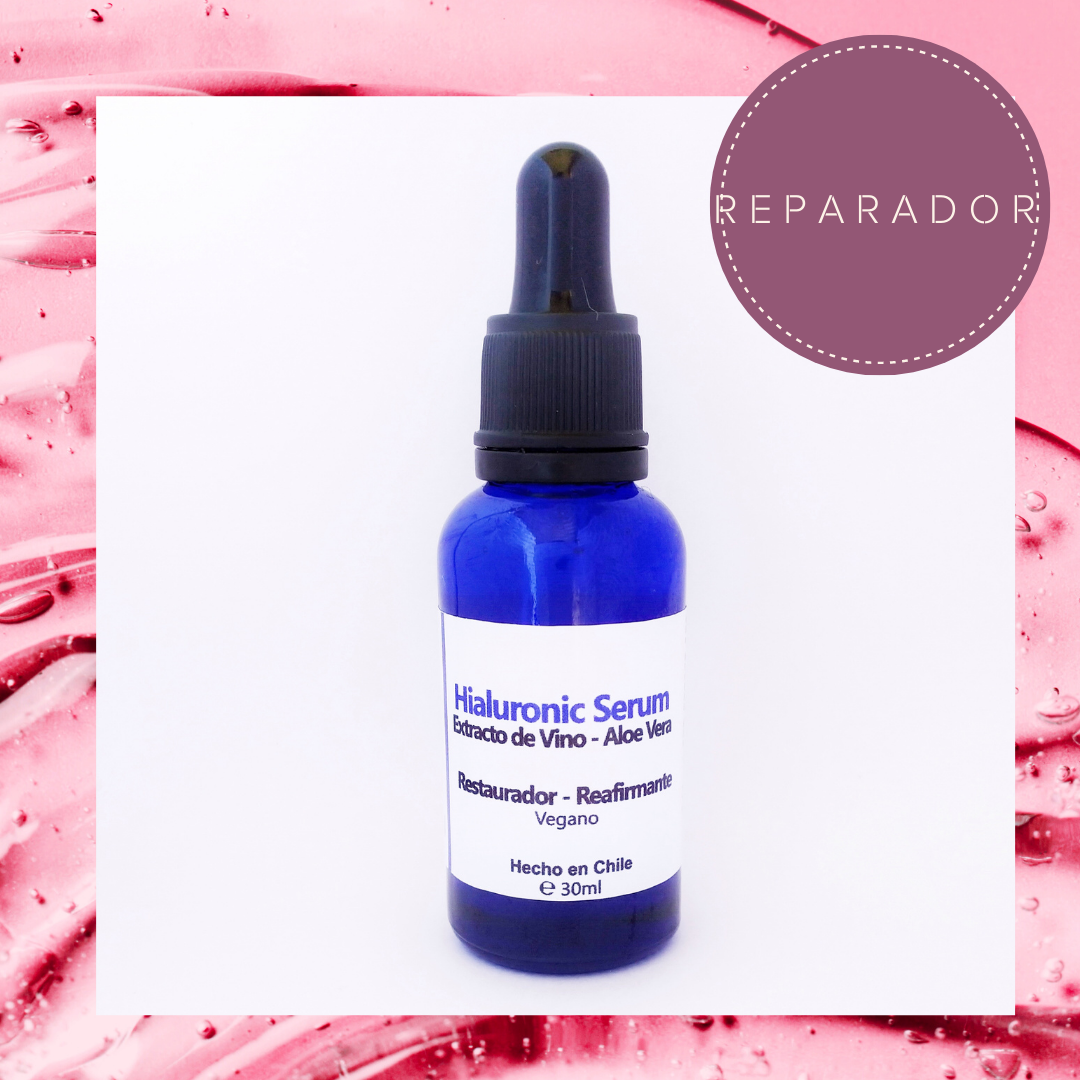 REPARADOR
Hialuronic Serum
Extracto de Vino - Aloe Vera
Restaurador - Reafirmante
Vegano
Hecho en Chile
℮ 30ml